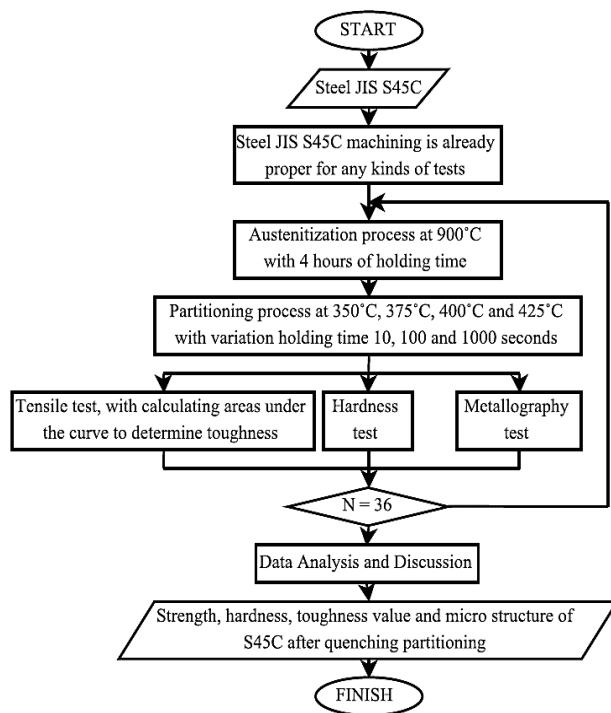 START
Steel JIS S45C
Steel JIS S45C machining is already
proper for any kinds of tests
Austenitization process at 900˚C
with 4 hours of holding time
Partitioning process at 350˚C, 375˚C, 400˚C and 425˚C
with variation holding time 10, 100 and 1000 seconds
Tensile test, with calculating areas under
the curve to determine toughness
Hardness
test
Metallography
test
N = 36
Data Analysis and Discussion
Strength, hardness, toughness value and micro structure of
S45C after quenching partitioning
FINISH